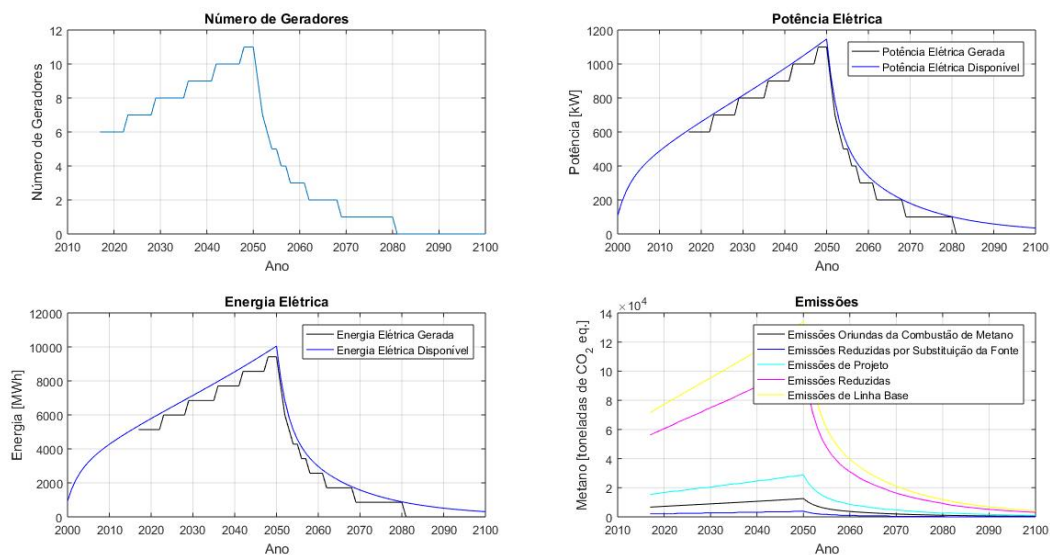 Número de Geradores
Número de Geradores
12
10
8
6
4
2
0
2010 2020 2030 2040 2050 2060 2070 2080 2090 2100
Ano
Potência Elétrica
Potência [kW]
1200
1000
800
600
400
200
0
Potência Elétrica Gerada
Potência Elétrica Disponível
2000 2010 2020 2030 2040 2050 2060 2070 2080 2090 2100
Ano
Energia Elétrica
Energia [MWh]
12000
10000
8000
6000
4000
2000
0
Energia Elétrica Gerada
Energia Elétrica Disponível
2000 2010 2020 2030 2040 2050 2060 2070 2080 2090 2100
Ano
Emissões
× 10⁴
Metano [toneladas de CO₂ eq.]
14
12
10
8
6
4
2
0
Emissões Oriundas da Combustão de Metano
Emissões Reduzidas por Substituição da Fonte
Emissões de Projeto
Emissões Reduzidas
Emissões de Linha Base
2010 2020 2030 2040 2050 2060 2070 2080 2090 2100
Ano